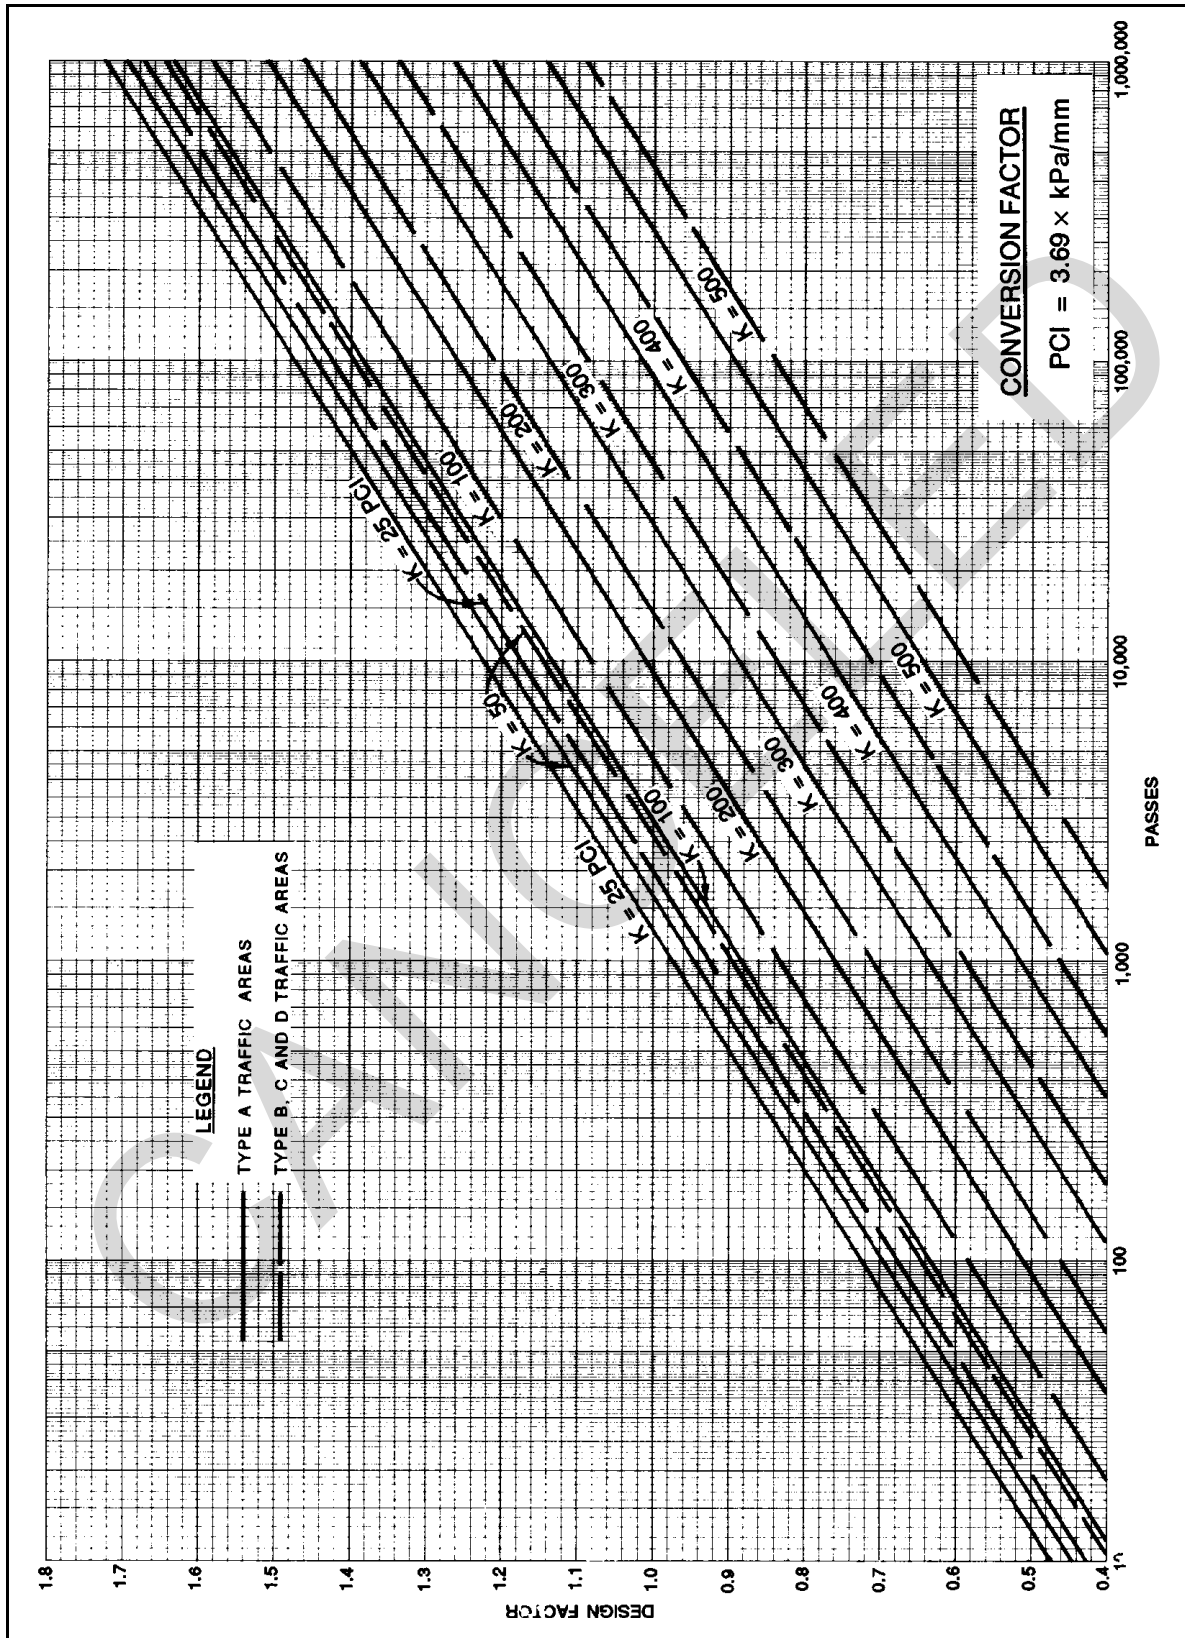 CANCELED
DESIGN FACTOR
1.8
1.7
1.6
1.5
1.4
1.3
1.2
1.1
1.0
0.9
0.8
0.7
0.6
0.5
0.4
LEGEND
TYPE A TRAFFIC AREAS
TYPE B, C AND D TRAFFIC AREAS
K = 25 PCI
K = 50
K = 100
K = 200
K = 300
K = 400
K = 500
K = 25 PCI
K = 100
K = 200
K = 300
K = 400
K = 500
CONVERSION FACTOR
PCI = 3.69 × kPa/mm
10
100
1,000
10,000
100,000
1,000,000
PASSES